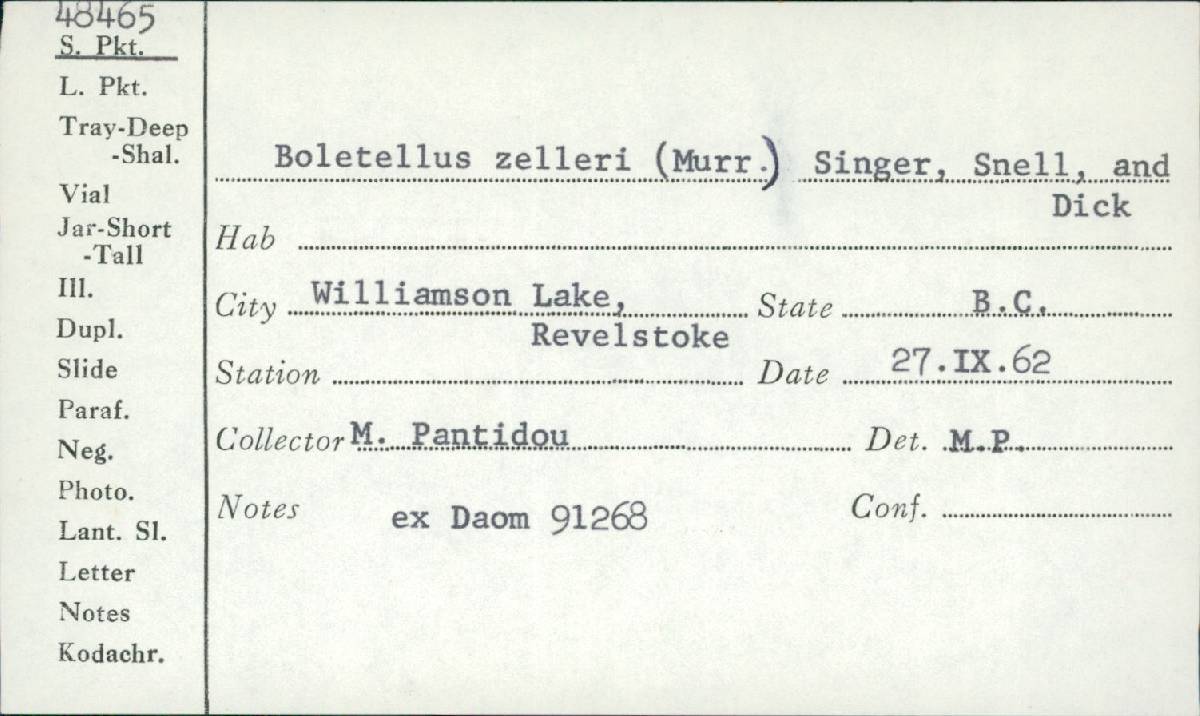 48465
S. Pkt.
L. Pkt.
Tray-Deep
-Shal.
Vial
Jar-Short
-Tall
Ill.
Dupl.
Slide
Paraf.
Neg.
Photo.
Lant. Sl.
Letter
Notes
Kodachr.
Boletellus zelleri (Murr.) Singer, Snell, and
Dick
Hab
City Williamson Lake, State B.C.
Revelstoke
Station Date 27.IX.62
Collector M. Pantidou Det. M.P.
Notes ex Daom 91268 Conf.